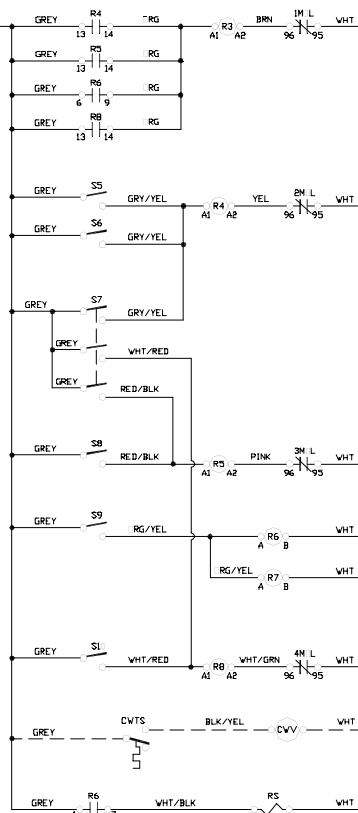 GREY R4 RG R3 BRN 1M L WHT
13 14 A1 A2 96 95
GREY R5 RG
13 14
GREY R6 RG
6 9
GREY R8 RG
13 14
GREY S5 GRY/YEL R4 YEL 2M L WHT
A1 A2 96 95
GREY S6 GRY/YEL
GREY S7 GRY/YEL
GREY WHT/RED
GREY RED/BLK
GREY S8 RED/BLK R5 PINK 3M L WHT
A1 A2 96 95
GREY S9 RG/YEL R6 WHT
A B
RG/YEL R7 WHT
A B
GREY S1 WHT/RED R8 WHT/GRN 4M L WHT
A1 A2 96 95
GREY CWTS BLK/YEL CWV WHT
GREY R6 WHT/BLK RS WHT